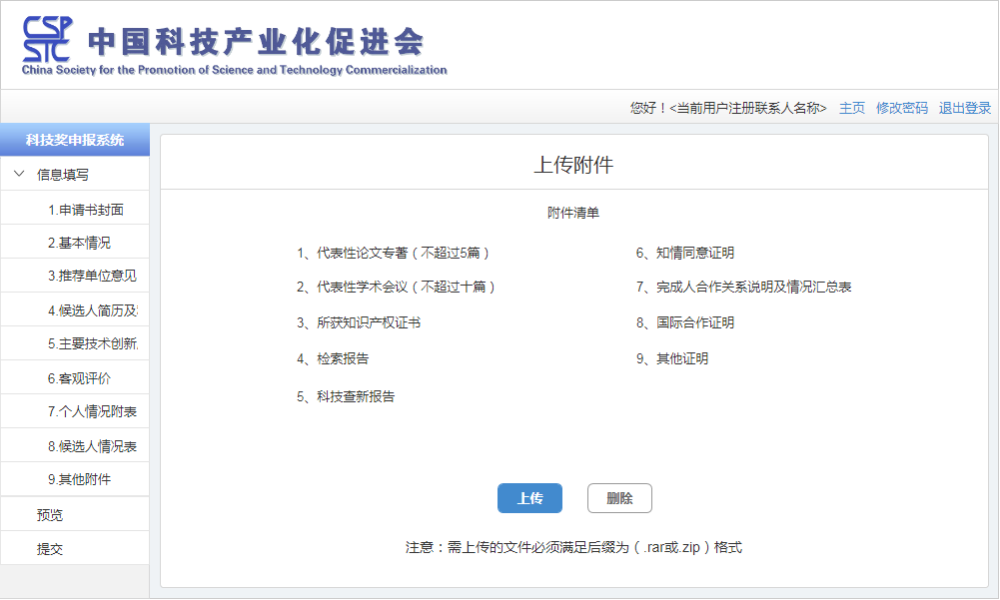 CSP
STC
中国科技产业化促进会
China Society for the Promotion of Science and Technology Commercialization
您好！<当前用户注册联系人名称> 主页 修改密码 退出登录
科技奖申报系统
信息填写
1.申请书封面
2.基本情况
3.推荐单位意见
4.候选人简历及
5.主要技术创新
6.客观评价
7.个人情况附表
8.候选人情况表
9.其他附件
预览
提交
上传附件
附件清单
1、代表性论文专著（不超过5篇）
2、代表性学术会议（不超过十篇）
3、所获知识产权证书
4、检索报告
5、科技查新报告
6、知情同意证明
7、完成人合作关系说明及情况汇总表
8、国际合作证明
9、其他证明
上传
删除
注意：需上传的文件必须满足后缀为（.rar或.zip）格式